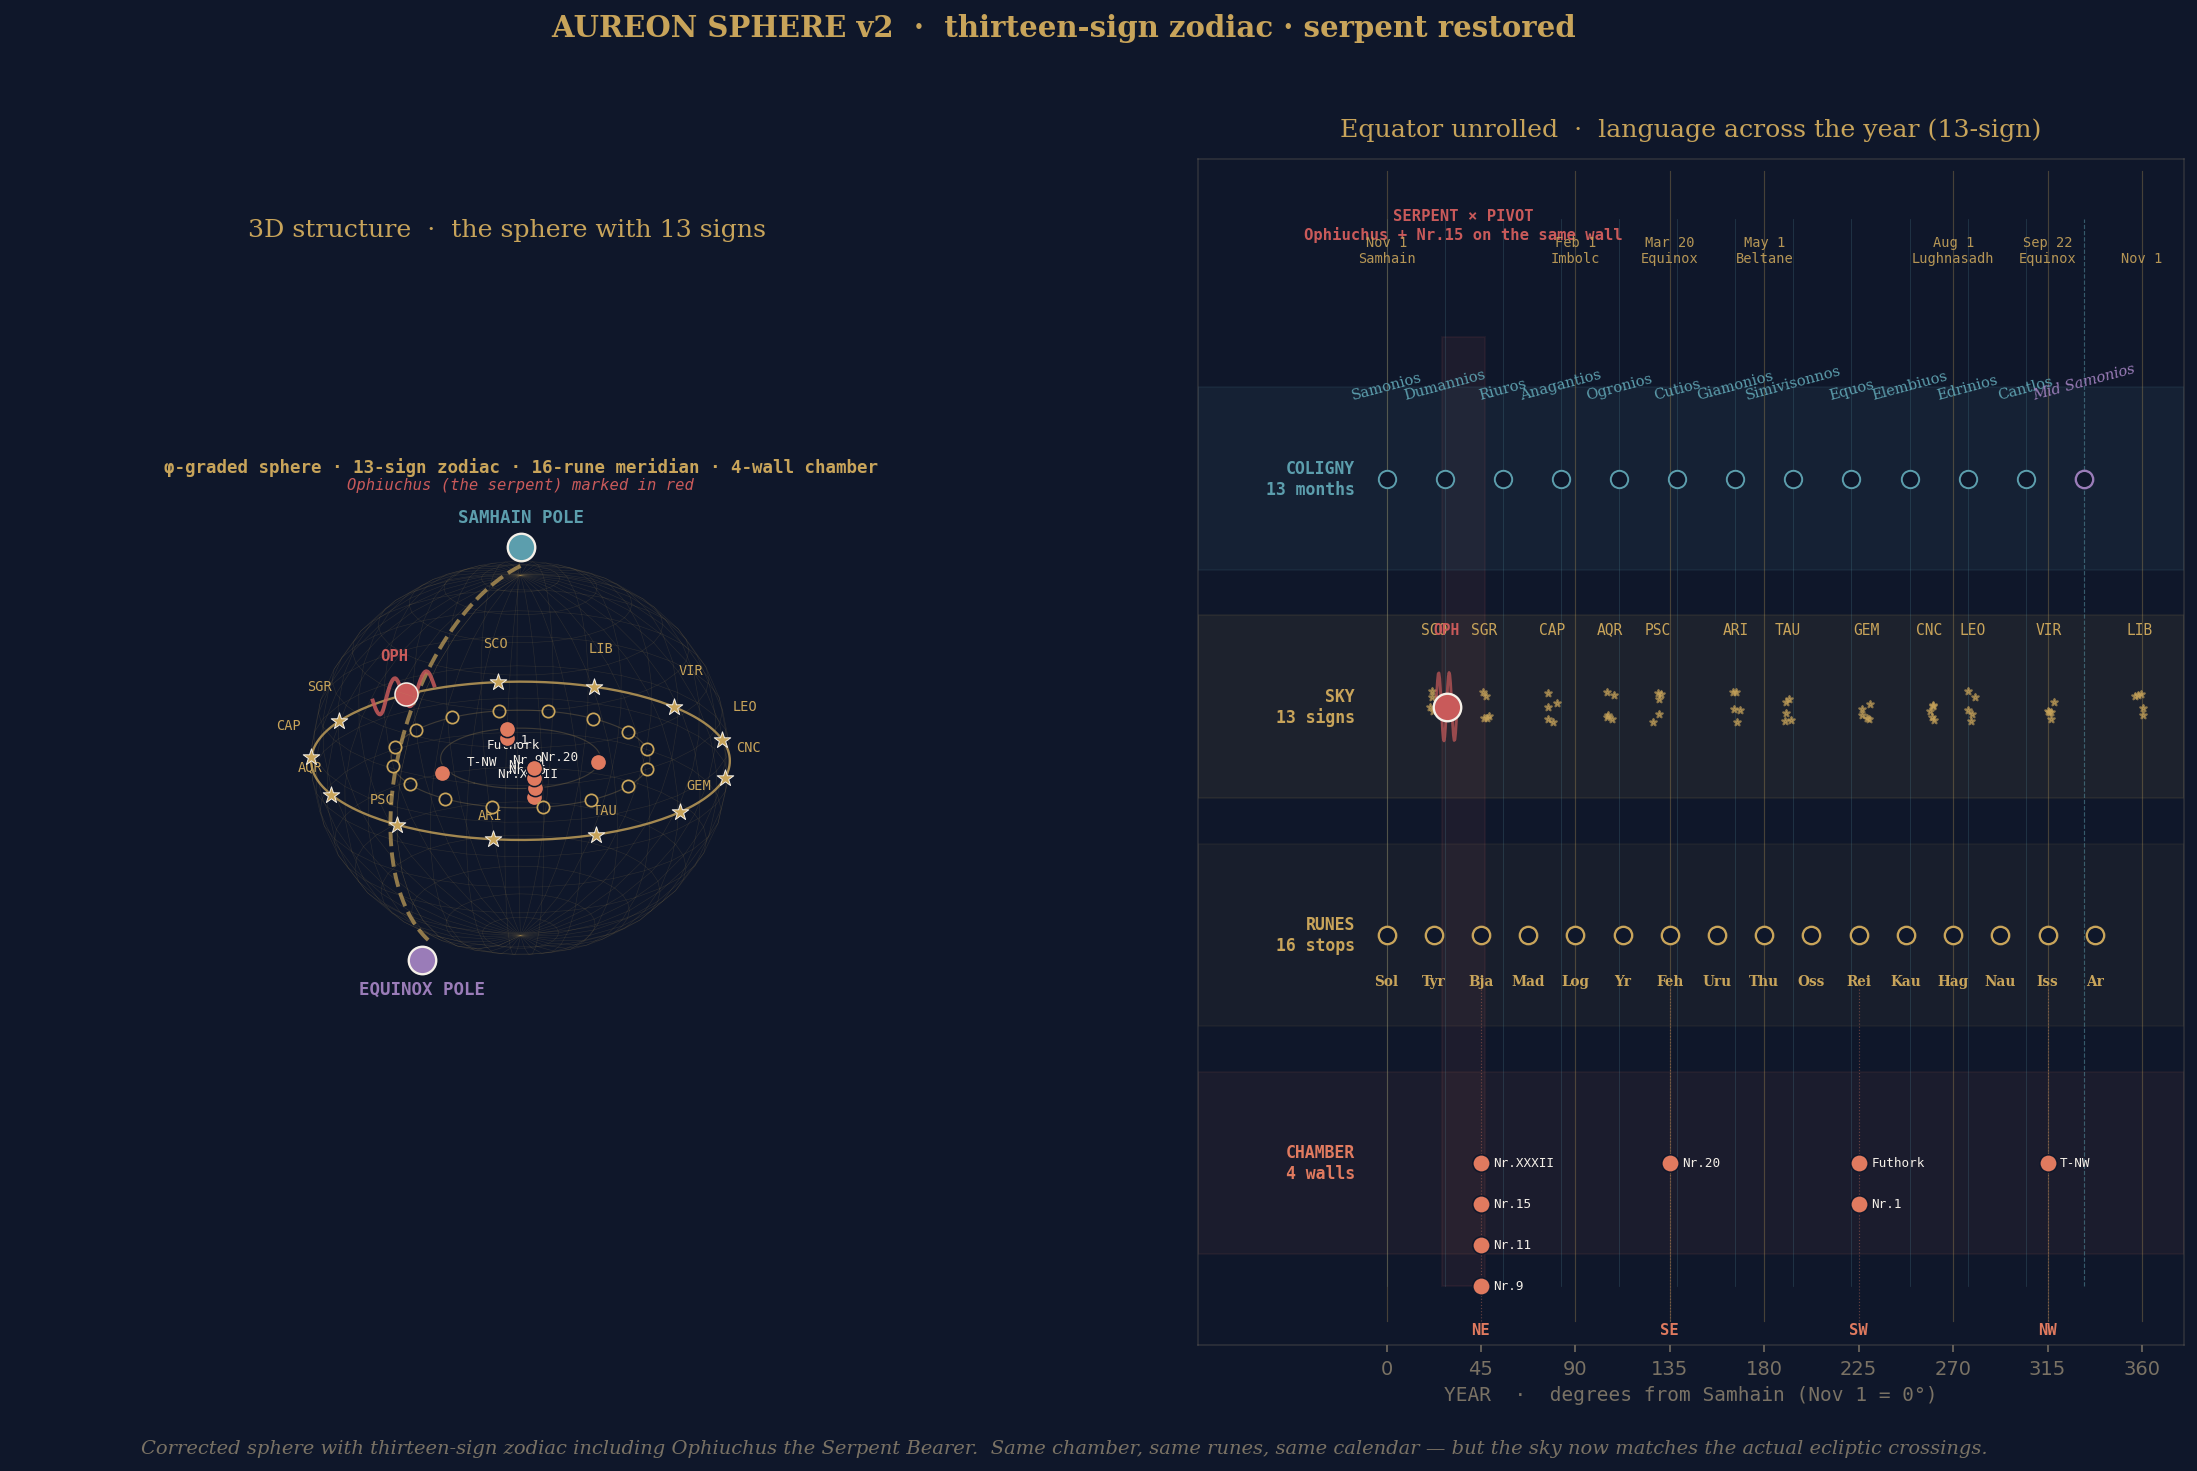 AUREON SPHERE v2 · thirteen-sign zodiac · serpent restored
3D structure · the sphere with 13 signs
φ-graded sphere · 13-sign zodiac · 16-rune meridian · 4-wall chamber
Ophiuchus (the serpent) marked in red
SAMHAIN POLE
SCO
LIB
OPH
VIR
SGR
LEO
CAP
CNC
Futhork
Nr.20
T-NW
AQR
Nr.XXXII
GEM
PSC
ARI
TAU
EQUINOX POLE
Equator unrolled · language across the year (13-sign)
SERPENT × PIVOT
Ophiuchus + Nr.15 on the same wall
Nov 1 Feb 1 Mar 20 May 1 Aug 1 Sep 22
Samhain Imbolc Equinox Beltane Lughnasadh Equinox Nov 1
Samonios Dumannios Riuros Anagantios Ogronios Cutios Giamonios Simivisonnos Equos Elembiuos Edrinios Cantlos Mid Samonios
COLIGNY
13 months
SCO OPH SGR CAP AQR PSC ARI TAU GEM CNC LEO VIR LIB
SKY
13 signs
RUNES
16 stops
Sol Tyr Bja Mad Log Yr Feh Uru Thu Oss Rei Kau Hag Nau Iss Ar
CHAMBER
4 walls
Nr.XXXII Nr.20 Futhork T-NW
Nr.15 Nr.1
Nr.11
Nr.9
NE SE SW NW
0 45 90 135 180 225 270 315 360
YEAR · degrees from Samhain (Nov 1 = 0°)
Corrected sphere with thirteen-sign zodiac including Ophiuchus the Serpent Bearer. Same chamber, same runes, same calendar — but the sky now matches the actual ecliptic crossings.